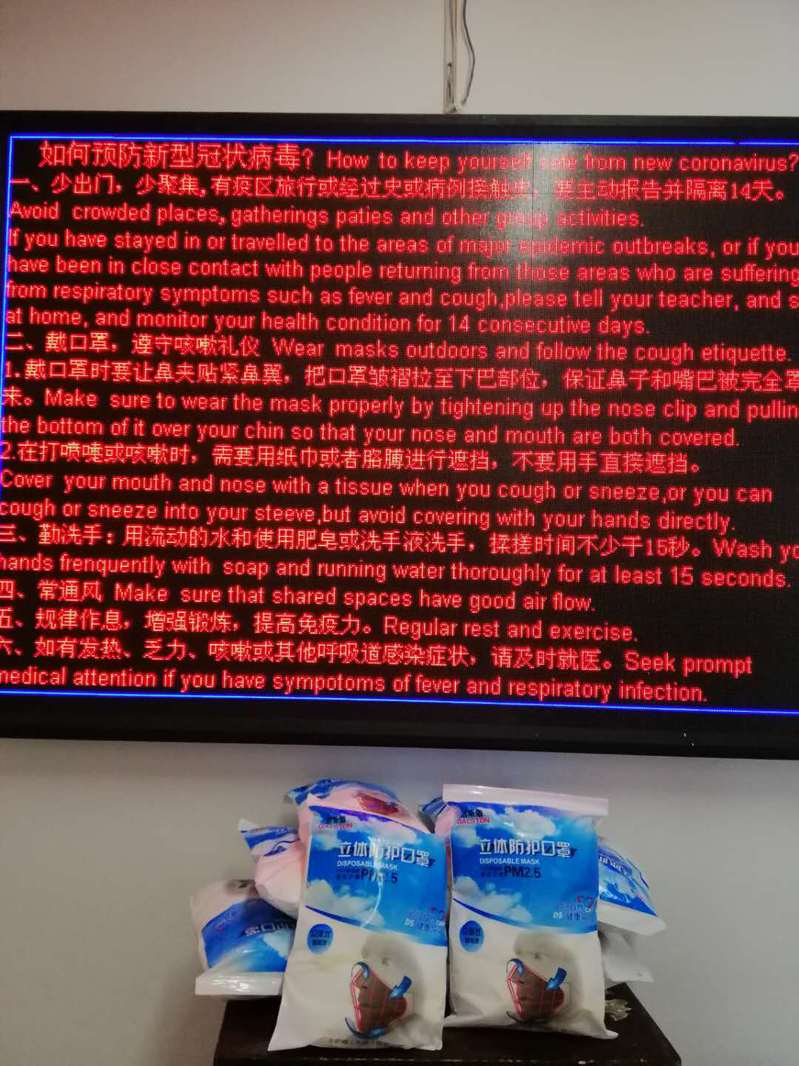 如何预防新型冠状病毒? How to keep yourself safe from new coronavirus?
一、少出门，少聚集,有疫区旅行或经过史或病例接触史、要主动报告并隔离14天。
Avoid crowded places, gatherings paties and other group activities.
If you have stayed in or travelled to the areas of major epidemic outbreaks, or if you
have been in close contact with people returning from those areas who are suffering
from respiratory symptoms such as fever and cough,please tell your teacher, and s
at home, and monitor your health condition for 14 consecutive days.
二、戴口罩，遵守咳嗽礼仪 Wear masks outdoors and follow the cough etiquette.
1.戴口罩时要让鼻夹贴紧鼻翼，把口罩皱褶拉至下巴部位，保证鼻子和嘴巴被完全罩
末。Make sure to wear the mask properly by tightening up the nose clip and pullin
the bottom of it over your chin so that your nose and mouth are both covered.
2.在打喷嚏或咳嗽时，需要用纸巾或者胳膊进行遮挡，不要用手直接遮挡。
Cover your mouth and nose with a tissue when you cough or sneeze,or you can
cough or sneeze into your steeve,but avoid covering with your hands directly.
三、勤洗手：用流动的水和使用肥皂或洗手液洗手，揉搓时间不少于15秒。Wash yo
hands frenquently with soap and running water thoroughly for at least 15 seconds.
四、常通风 Make sure that shared spaces have good air flow.
五、规律作息，增强锻炼，提高免疫力。Regular rest and exercise.
六、如有发热、乏力、咳嗽或其他呼吸道感染症状，请及时就医。Seek prompt
medical attention if you have sympotoms of fever and respiratory infection.
立体防护口罩
DISPOSABLE MASK
PM2.5
立体防护口罩
DISPOSABLE MASK
PM2.5